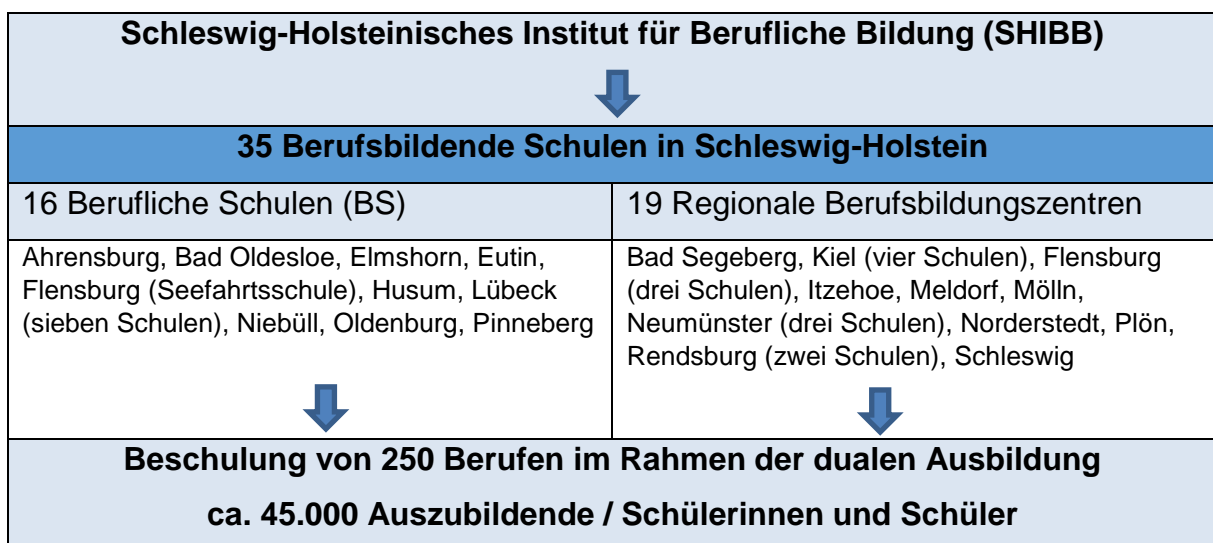 Schleswig-Holsteinisches Institut für Berufliche Bildung (SHIBB)
35 Berufsbildende Schulen in Schleswig-Holstein
16 Berufliche Schulen (BS)
Ahrensburg, Bad Oldesloe, Elmshorn, Eutin,
Flensburg (Seefahrtsschule), Husum, Lübeck
(sieben Schulen), Niebüll, Oldenburg, Pinneberg
19 Regionale Berufsbildungszentren
Bad Segeberg, Kiel (vier Schulen), Flensburg
(drei Schulen), Itzehoe, Meldorf, Mölln,
Neumünster (drei Schulen), Norderstedt, Plön,
Rendsburg (zwei Schulen), Schleswig
Beschulung von 250 Berufen im Rahmen der dualen Ausbildung
ca. 45.000 Auszubildende / Schülerinnen und Schüler